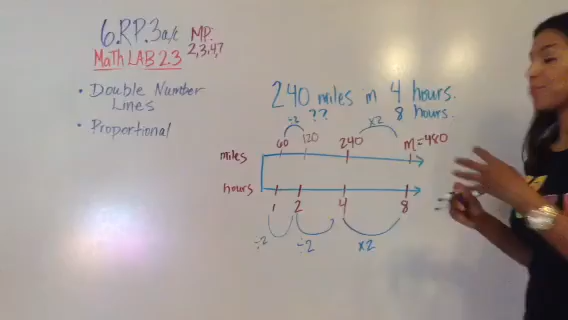 6.RP.3a/c MP.
2,3,4,7
Math LAB 2.3
• Double Number
Lines
• Proportional
240 miles in 4 hours.
?? 8 hours.
÷2 x2
60 120 240 m=480
miles
hours
1 2 4 8
÷2 ÷2 x2